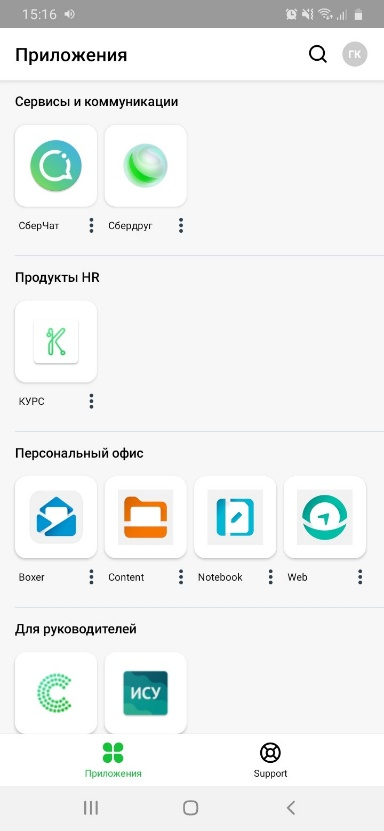 15:16
Приложения
ГК
Сервисы и коммуникации
СберЧат
Сбердруг
Продукты HR
КУРС
Персональный офис
Boxer
Content
Notebook
Web
Для руководителей
ИСУ
Приложения
Support